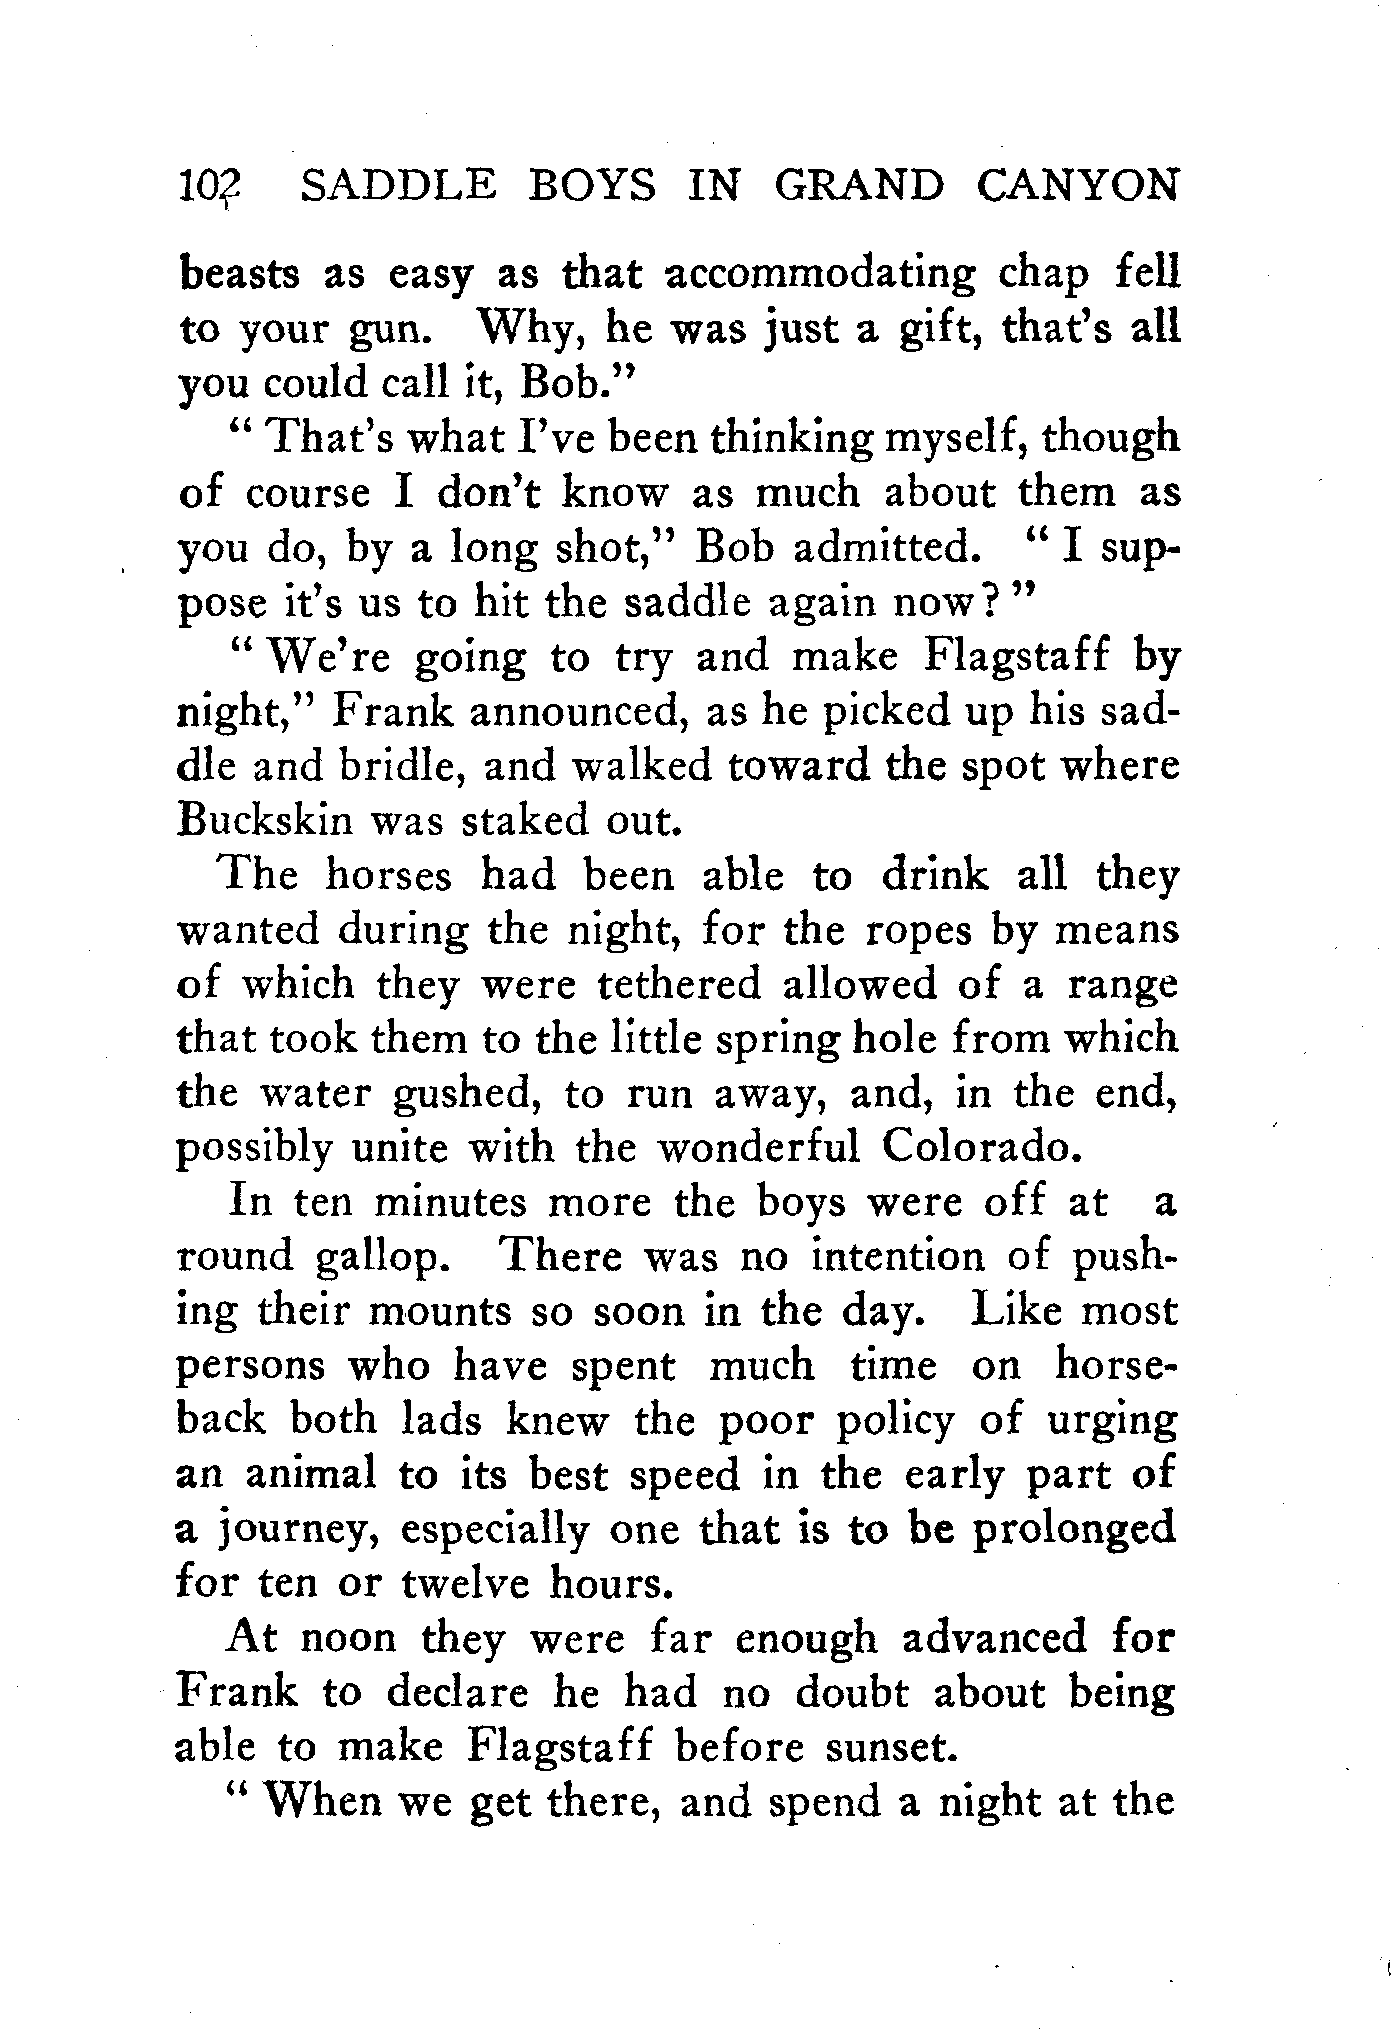 102 SADDLE BOYS IN GRAND CANYON
beasts as easy as that accommodating chap fell
to your gun. Why, he was just a gift, that's all
you could call it, Bob."
"That's what I've been thinking myself, though
of course I don't know as much about them as
you do, by a long shot," Bob admitted. "I sup-
pose it's us to hit the saddle again now?"
"We're going to try and make Flagstaff by
night," Frank announced, as he picked up his sad-
dle and bridle, and walked toward the spot where
Buckskin was staked out.
The horses had been able to drink all they
wanted during the night, for the ropes by means
of which they were tethered allowed of a range
that took them to the little spring hole from which
the water gushed, to run away, and, in the end,
possibly unite with the wonderful Colorado.
In ten minutes more the boys were off at a
round gallop. There was no intention of push-
ing their mounts so soon in the day. Like most
persons who have spent much time on horse-
back both lads knew the poor policy of urging
an animal to its best speed in the early part of
a journey, especially one that is to be prolonged
for ten or twelve hours.
At noon they were far enough advanced for
Frank to declare he had no doubt about being
able to make Flagstaff before sunset.
"When we get there, and spend a night at the